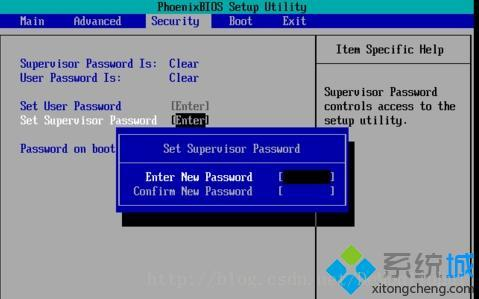 PhoenixBIOS Setup Utility
Main Advanced Security Boot Exit
Supervisor Password Is: Clear
User Password Is: Clear
Set User Password [Enter]
Set Supervisor Password [Enter]
Password on boot
Set Supervisor Password
Enter New Password [ ]
Confirm New Password [ ]
Item Specific Help
Supervisor Password
controls access to the
setup utility.
http://blog.csdn.net/
系统城
xitongcheng.com